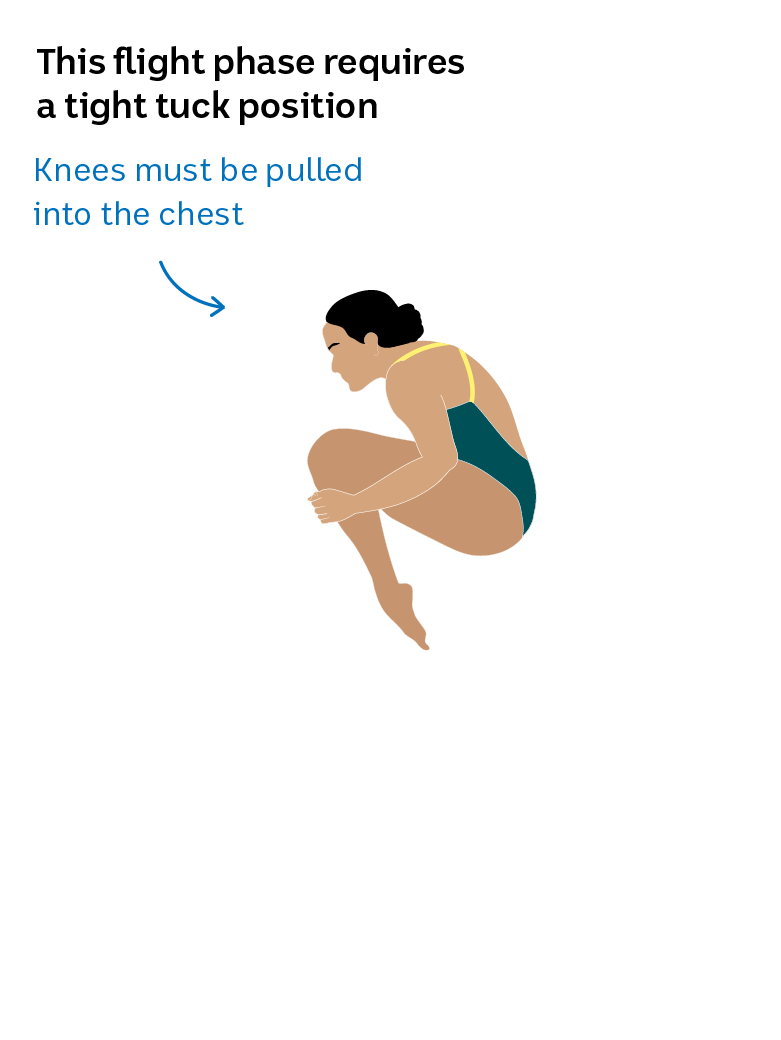 This flight phase requires
a tight tuck position
Knees must be pulled
into the chest